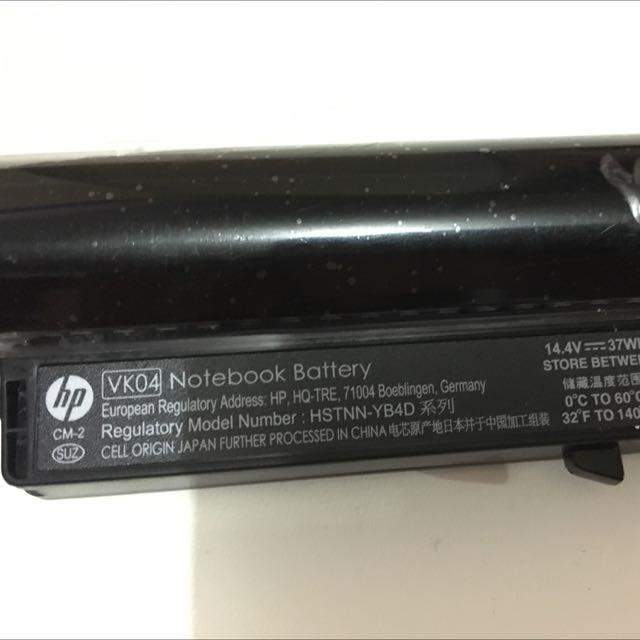 hp
CM-2
SUZ
VK04 Notebook Battery
European Regulatory Address: HP, HQ-TRE, 71004 Boeblingen, Germany
Regulatory Model Number : HSTNN-YB4D 系列
CELL ORIGIN JAPAN FURTHER PROCESSED IN CHINA 电芯原产地日本并于中国加工组装
14.4V⎓37W
STORE BETWE
储藏温度范围
0°C TO 60°
32°F TO 140